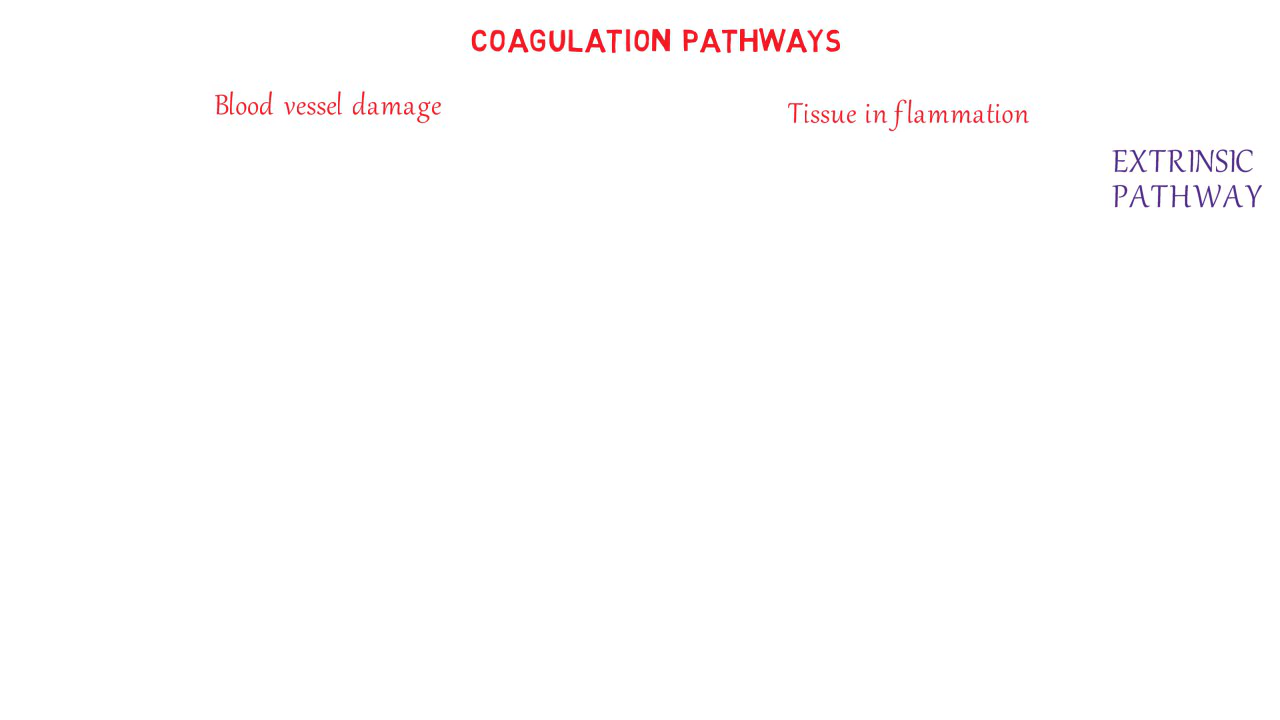 COAGULATION PATHWAYS
Blood vessel damage
Tissue inflammation
EXTRINSIC
PATHWAY